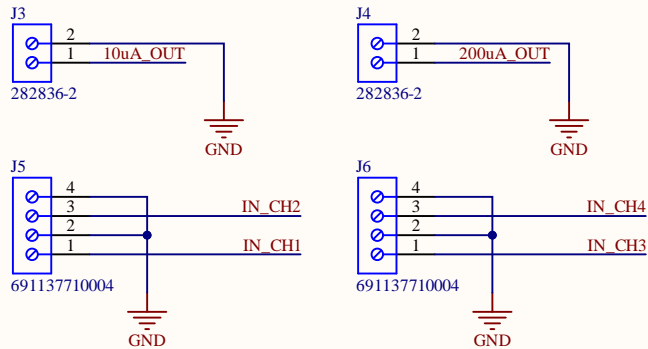 J3
2
1
10uA_OUT
282836-2
GND
J4
2
1
200uA_OUT
282836-2
GND
J5
4
3
IN_CH2
2
1
IN_CH1
691137710004
GND
J6
4
3
IN_CH4
2
1
IN_CH3
691137710004
GND